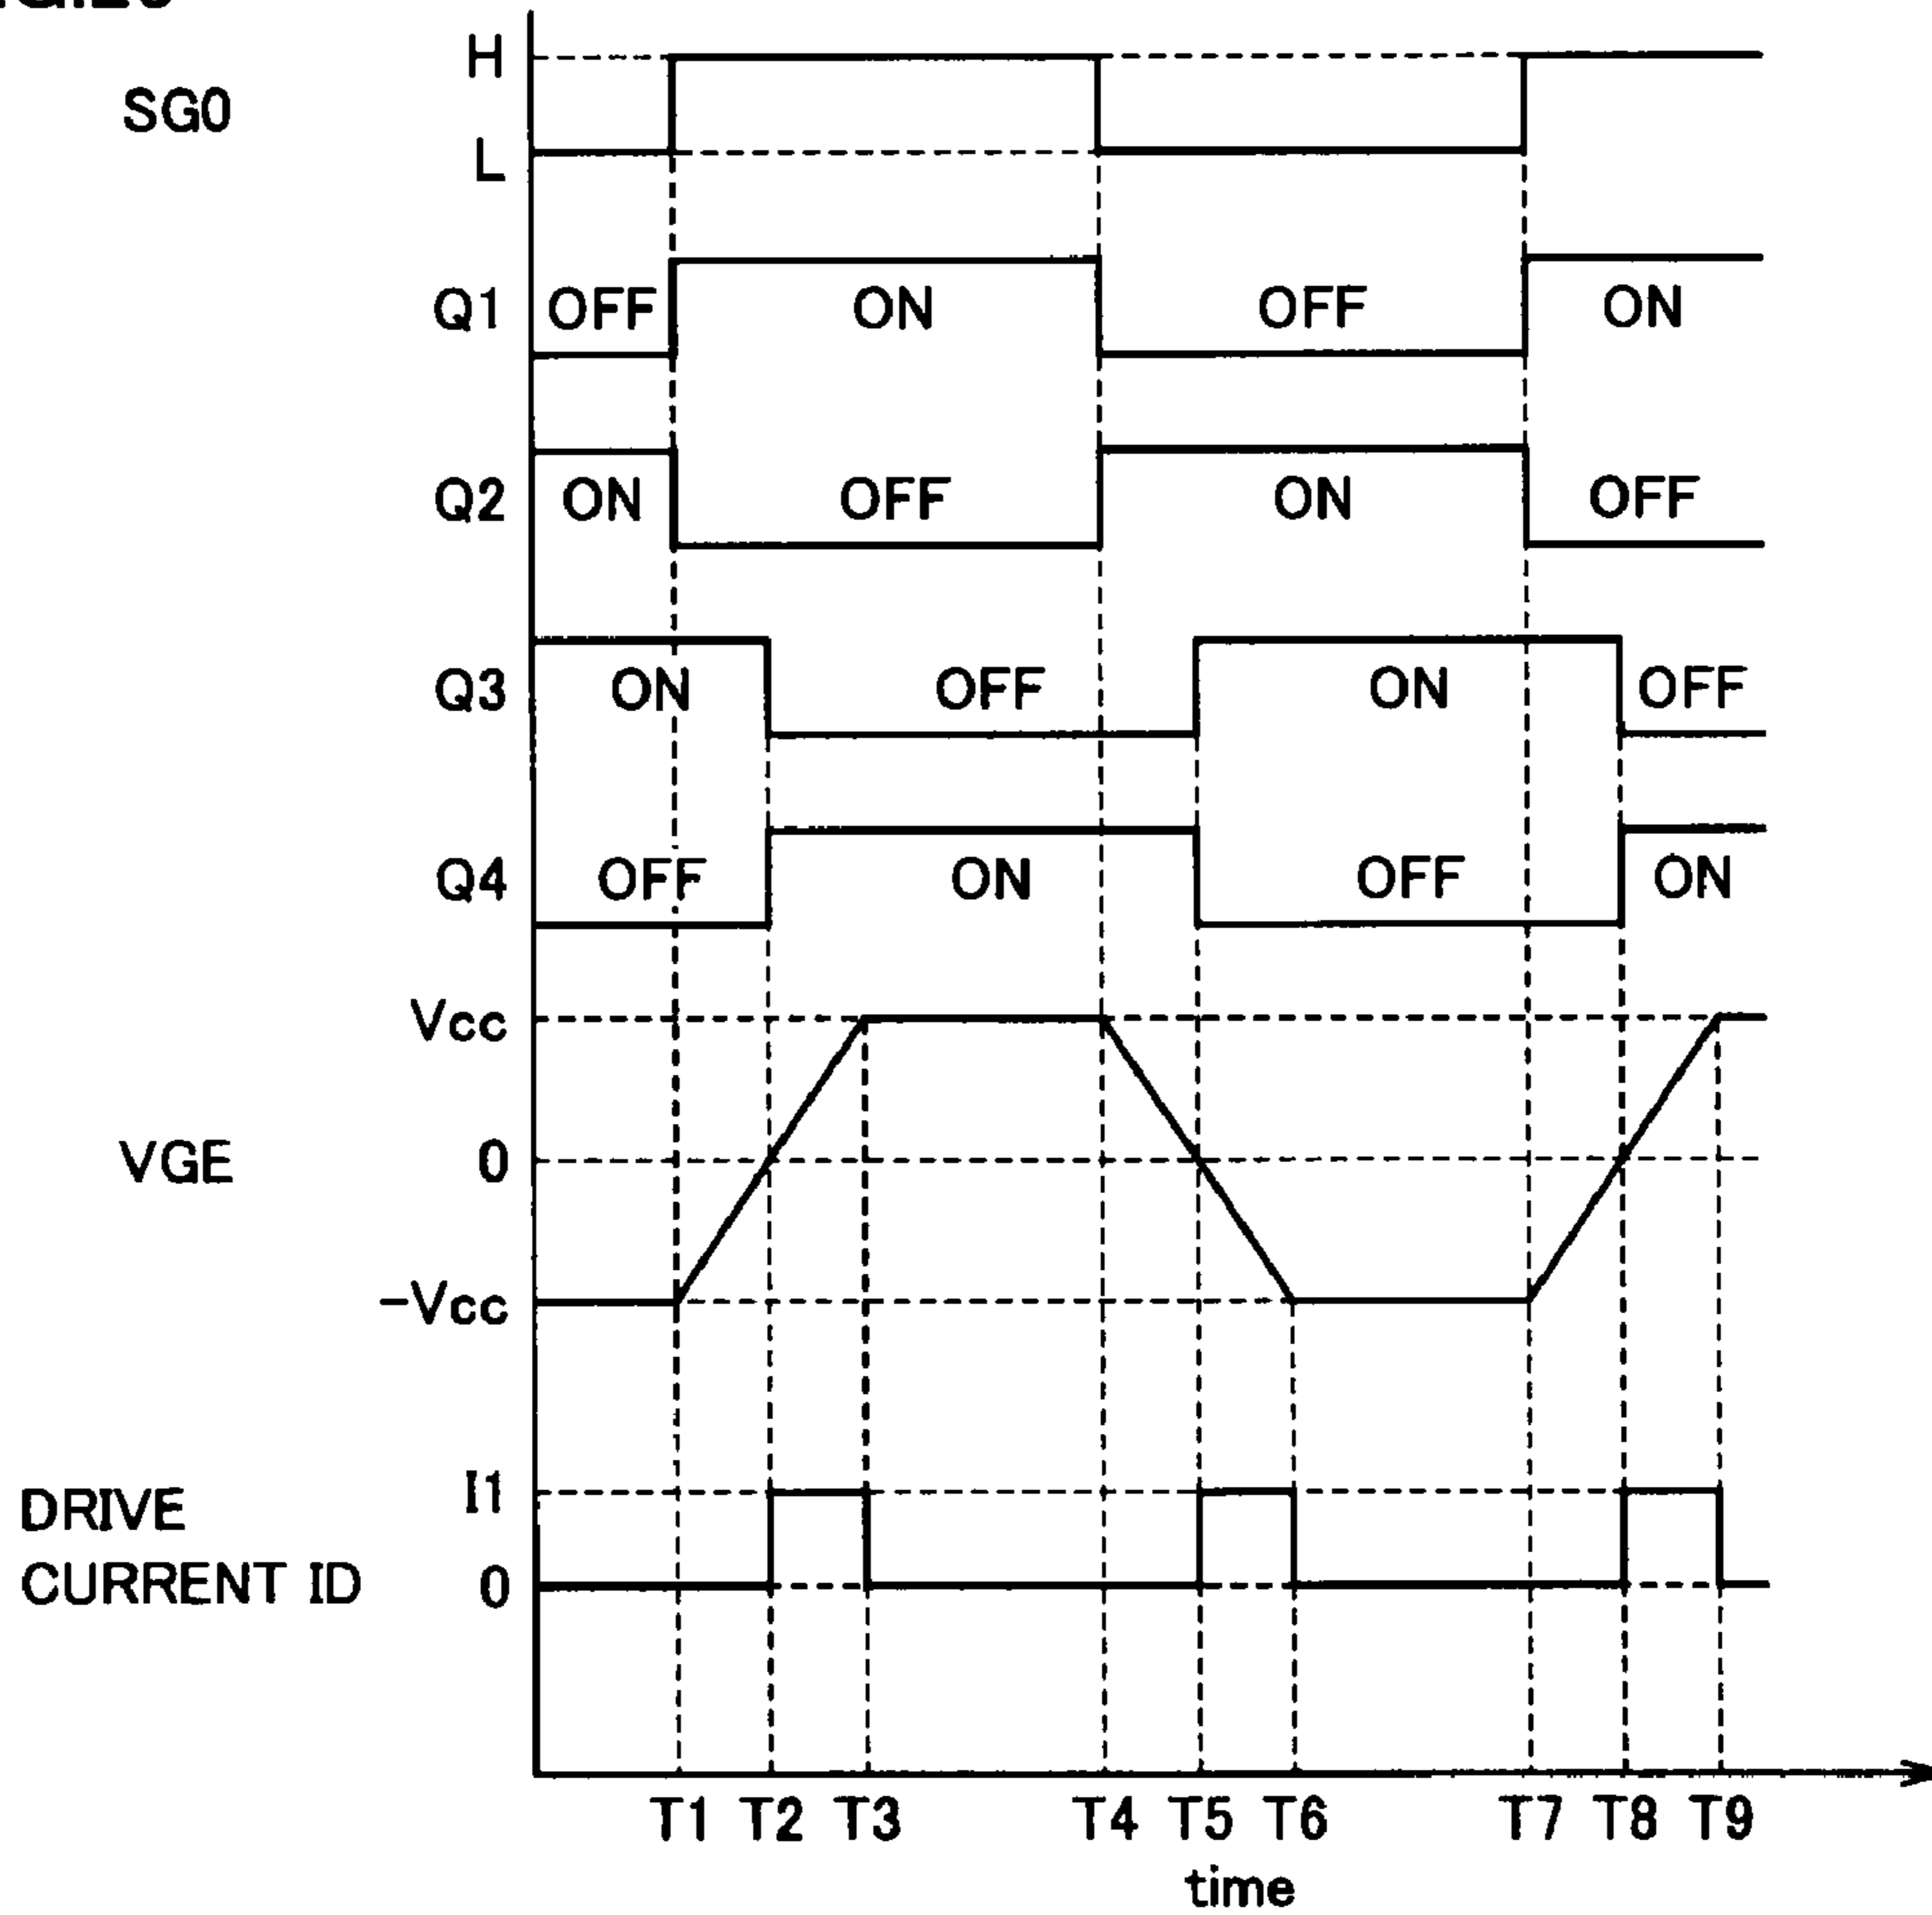 H
SG0
L
Q1 OFF ON OFF ON
Q2 ON OFF ON OFF
Q3 ON OFF ON OFF
Q4 OFF ON OFF ON
Vcc
VGE 0
-Vcc
I1
DRIVE
CURRENT ID 0
T1 T2 T3 T4 T5 T6 T7 T8 T9
time